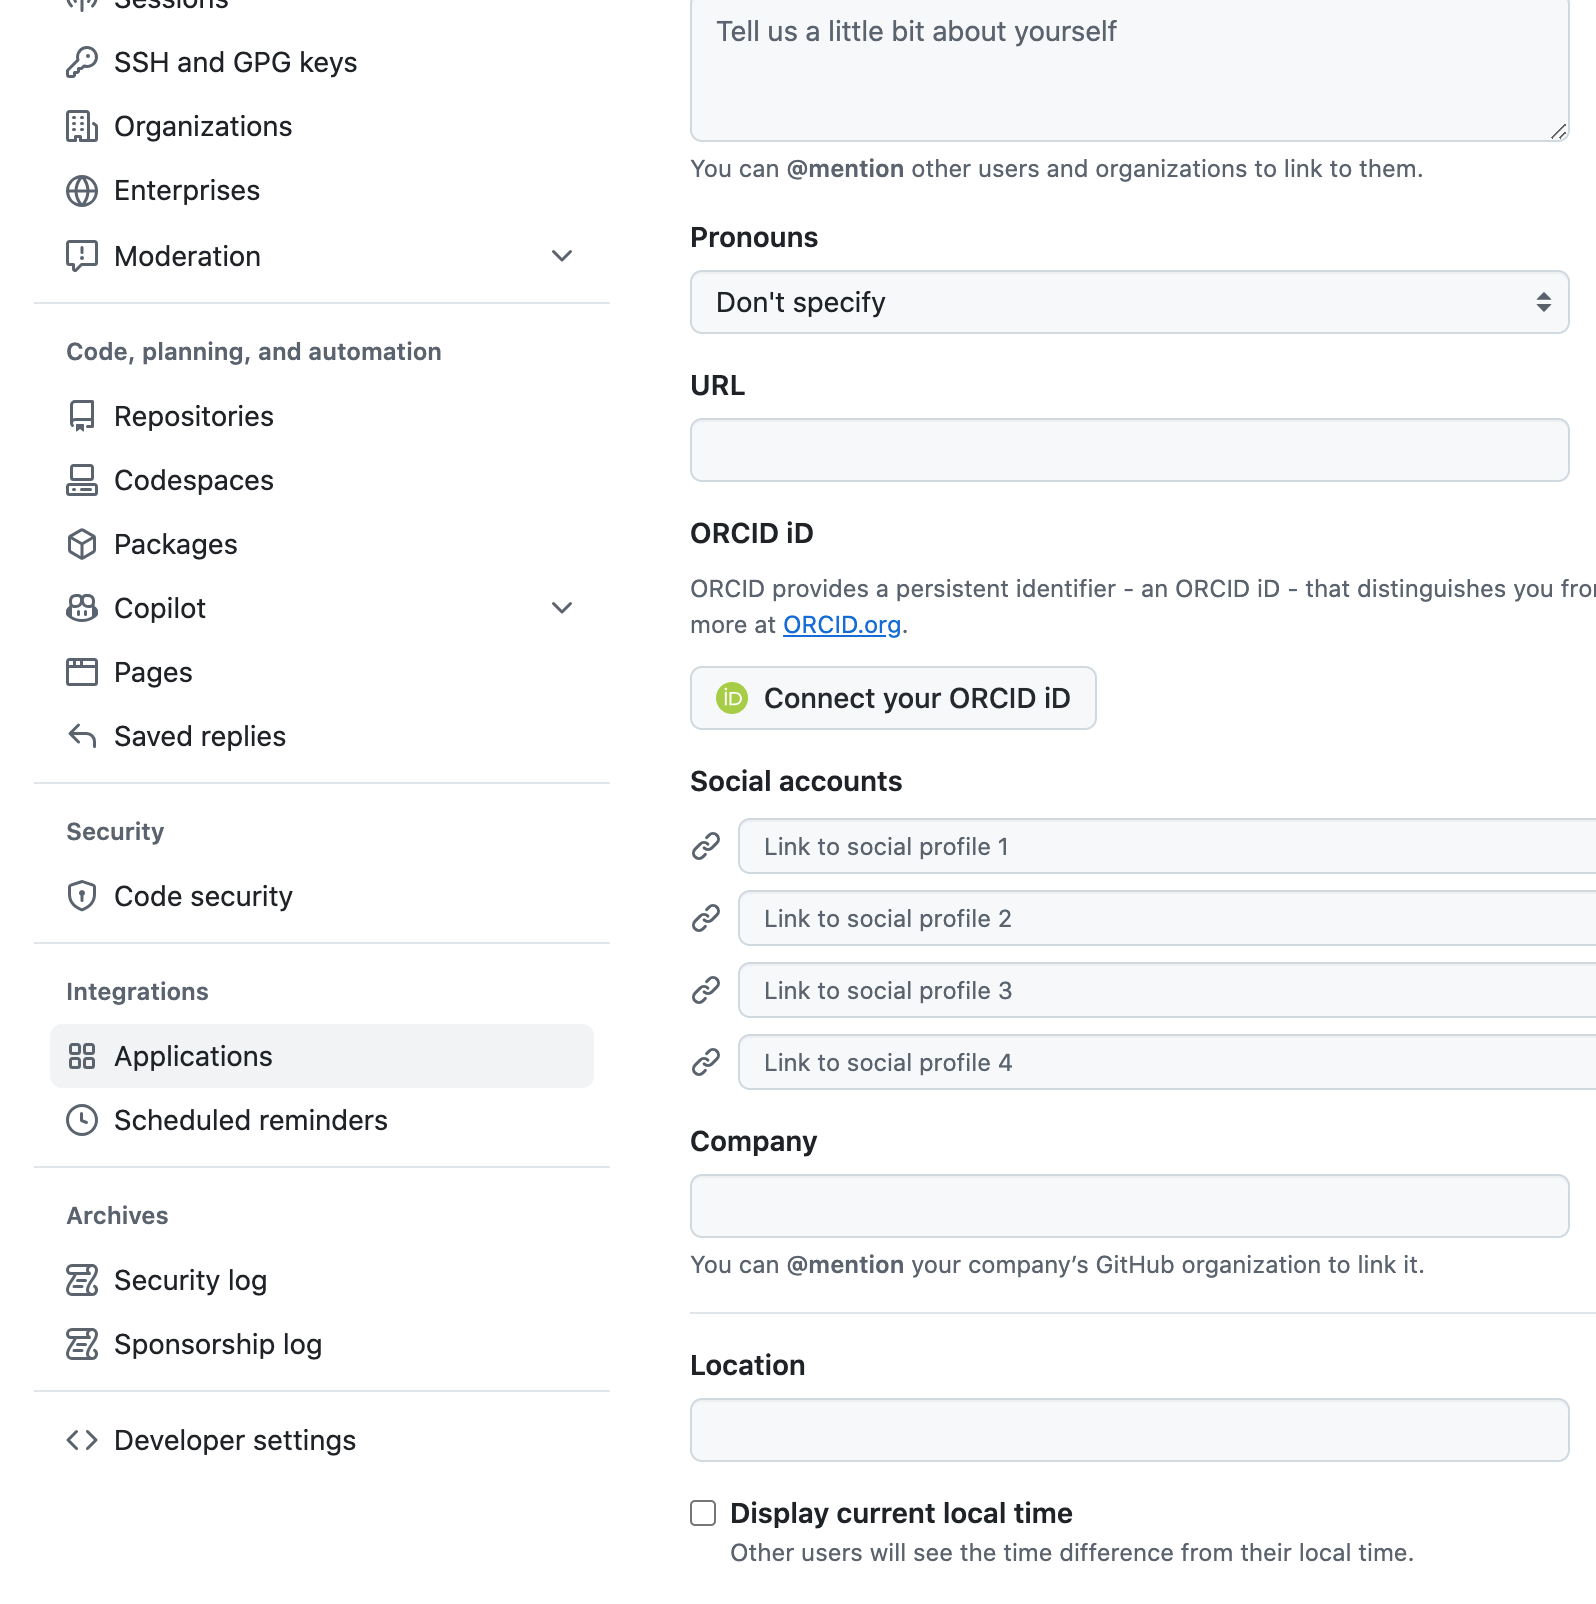 Sessions
SSH and GPG keys
Organizations
Enterprises
Moderation
Code, planning, and automation
Repositories
Codespaces
Packages
Copilot
Pages
Saved replies
Security
Code security
Integrations
Applications
Scheduled reminders
Archives
Security log
Sponsorship log
Developer settings
Tell us a little bit about yourself
You can @mention other users and organizations to link to them.
Pronouns
Don't specify
URL
ORCID iD
ORCID provides a persistent identifier - an ORCID iD - that distinguishes you
more at ORCID.org.
iD Connect your ORCID iD
Social accounts
Link to social profile 1
Link to social profile 2
Link to social profile 3
Link to social profile 4
Company
You can @mention your company’s GitHub organization to link it.
Location
Display current local time
Other users will see the time difference from their local time.